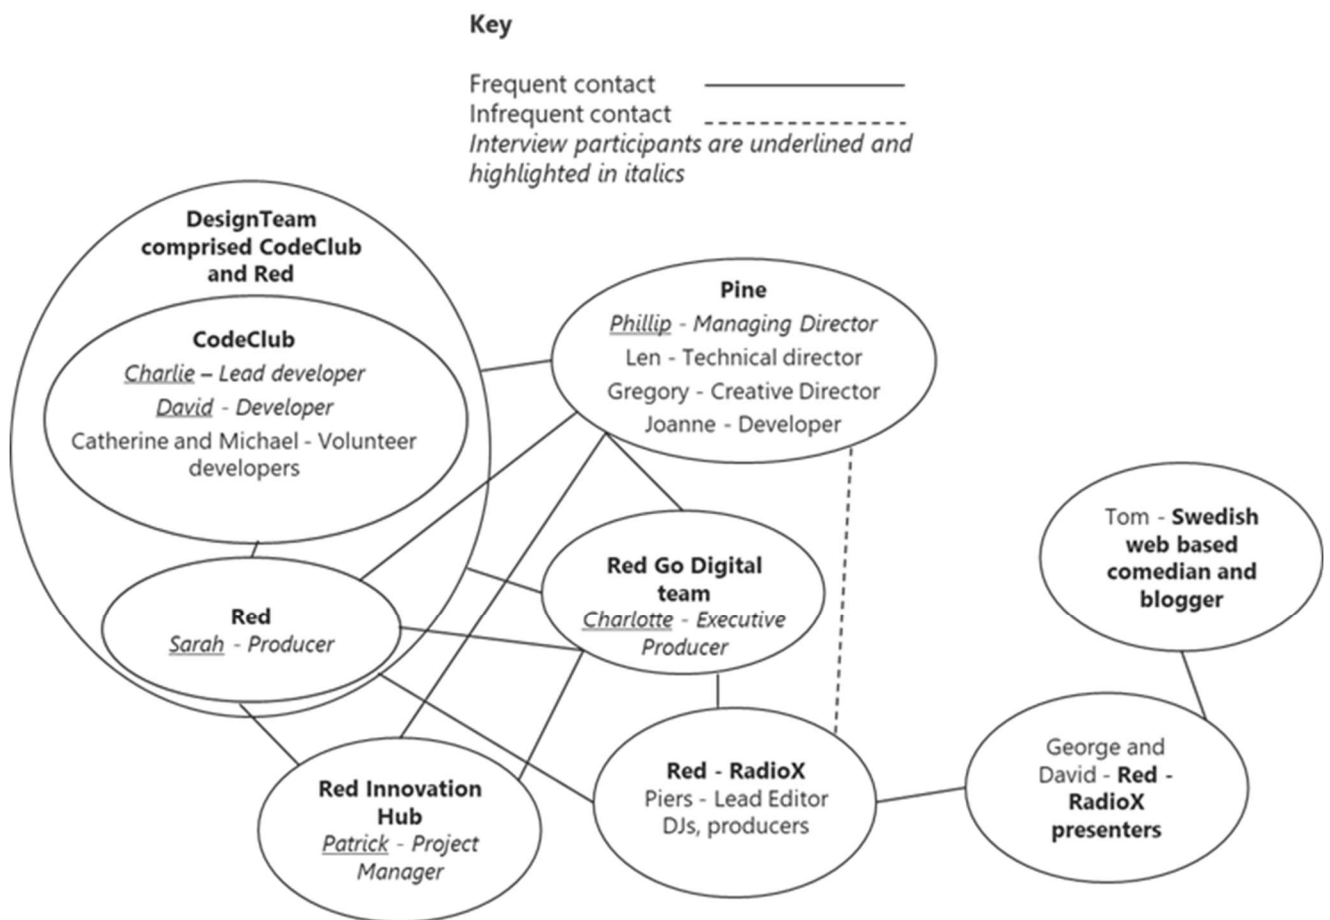 Key
Frequent contact
Infrequent contact
Interview participants are underlined and
highlighted in italics
DesignTeam
comprised CodeClub
and Red
CodeClub
Charlie – Lead developer
David - Developer
Catherine and Michael - Volunteer
developers
Red
Sarah - Producer
Pine
Phillip - Managing Director
Len - Technical director
Gregory - Creative Director
Joanne - Developer
Red Go Digital
team
Charlotte - Executive
Producer
Red Innovation
Hub
Patrick - Project
Manager
Red - RadioX
Piers - Lead Editor
DJs, producers
Tom - Swedish
web based
comedian and
blogger
George and
David - Red -
RadioX
presenters